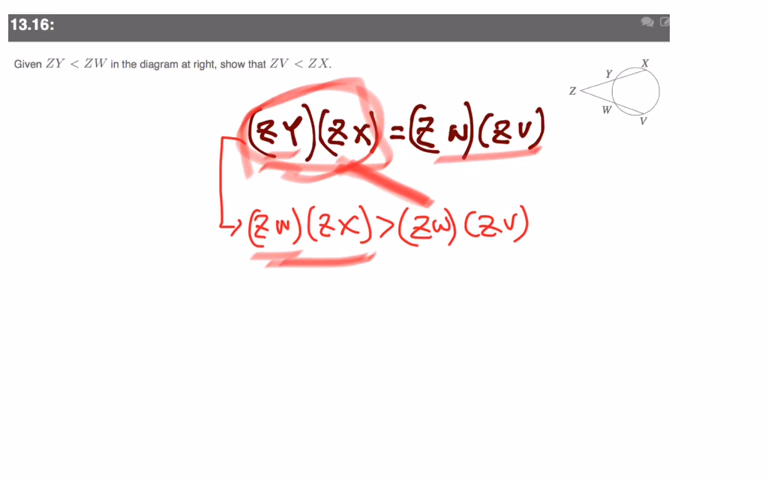 13.16:
Given ZY < ZW in the diagram at right, show that ZV < ZX.
X
Y
Z
W
V
(ZY)(ZX)=(ZW)(ZV)
(ZW)(ZX)>(ZW)(ZV)